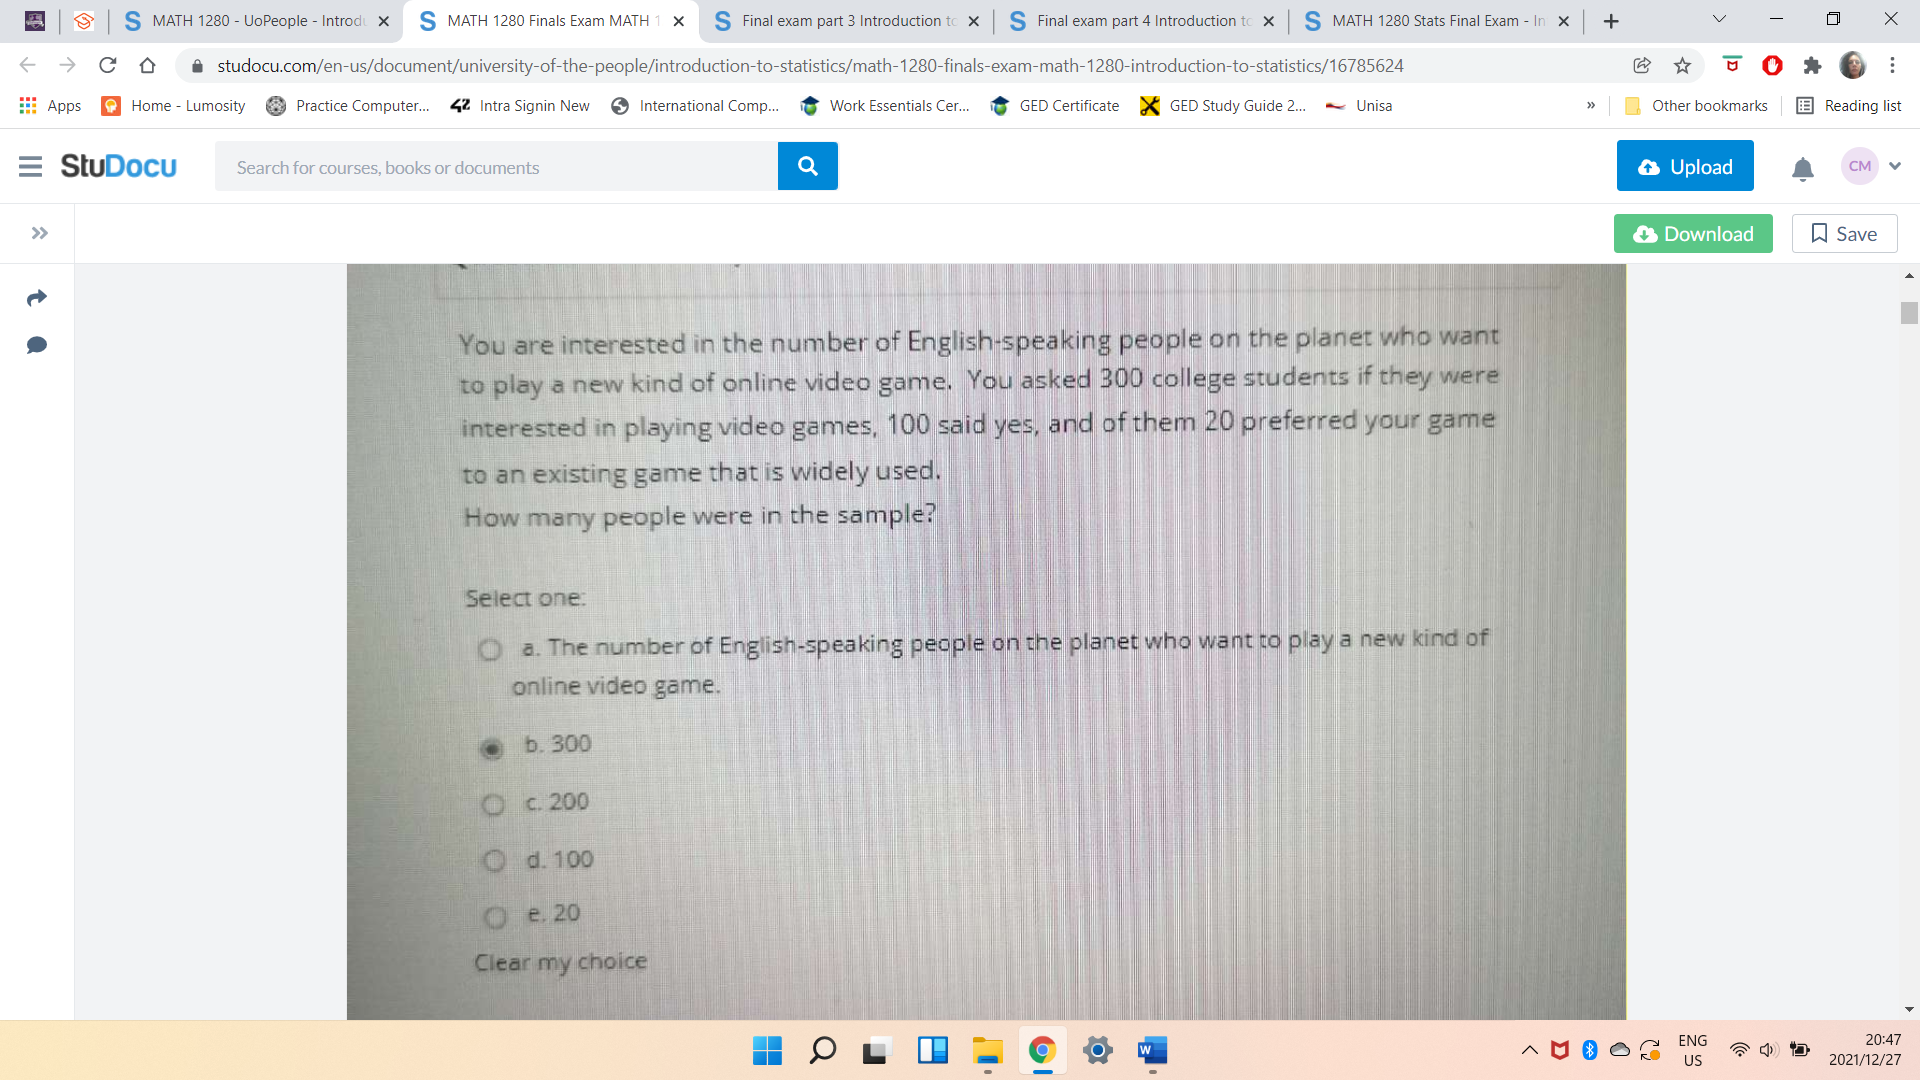 MATH 1280 - UoPeople - Introdu
MATH 1280 Finals Exam MATH 1
Final exam part 3 Introduction to
Final exam part 4 Introduction to
MATH 1280 Stats Final Exam - In
studocu.com/en-us/document/university-of-the-people/introduction-to-statistics/math-1280-finals-exam-math-1280-introduction-to-statistics/16785624
Apps
Home - Lumosity
Practice Computer...
Intra Signin New
International Comp...
Work Essentials Cer...
GED Certificate
GED Study Guide 2...
Unisa
»
Other bookmarks
Reading list
StuDocu
Search for courses, books or documents
Upload
CM
Download
Save
You are interested in the number of English-speaking people on the planet who want
to play a new kind of online video game. You asked 300 college students if they were
interested in playing video games, 100 said yes, and of them 20 preferred your game
to an existing game that is widely used.
How many people were in the sample?
Select one:
a. The number of English-speaking people on the planet who want to play a new kind of
online video game.
b. 300
c. 200
d. 100
e. 20
Clear my choice
ENG
US
20:47
2021/12/27